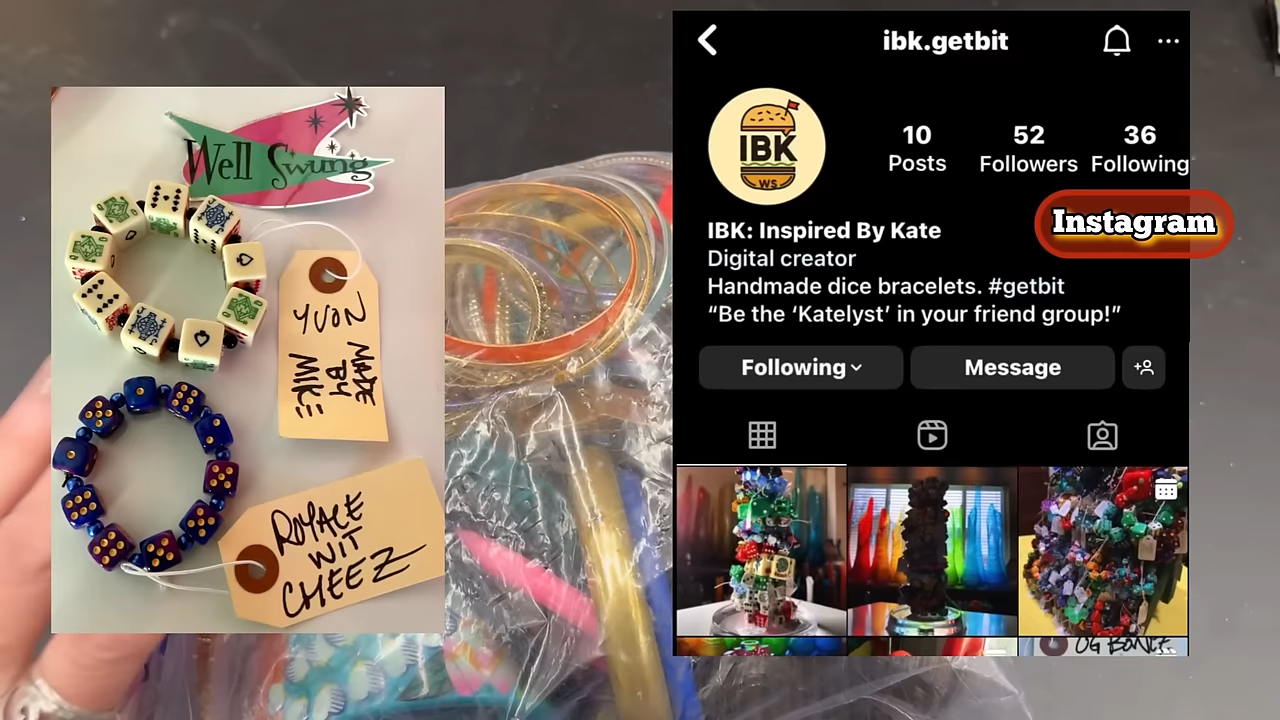 Well Swung
YVON
MADE
BY
MIKE
ROYALE
WIT
CHEEZ
ibk.getbit
IBK
WS
10
Posts
52
Followers
36
Following
Instagram
IBK: Inspired By Kate
Digital creator
Handmade dice bracelets. #getbit
“Be the ‘Katelyst’ in your friend group!”
Following
Message